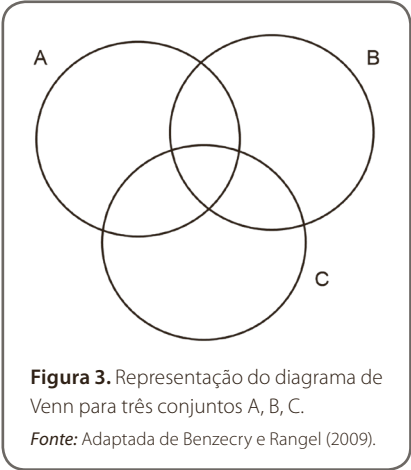 A
B
C
Figura 3. Representação do diagrama de
Venn para três conjuntos A, B, C.
Fonte: Adaptada de Benzecry e Rangel (2009).